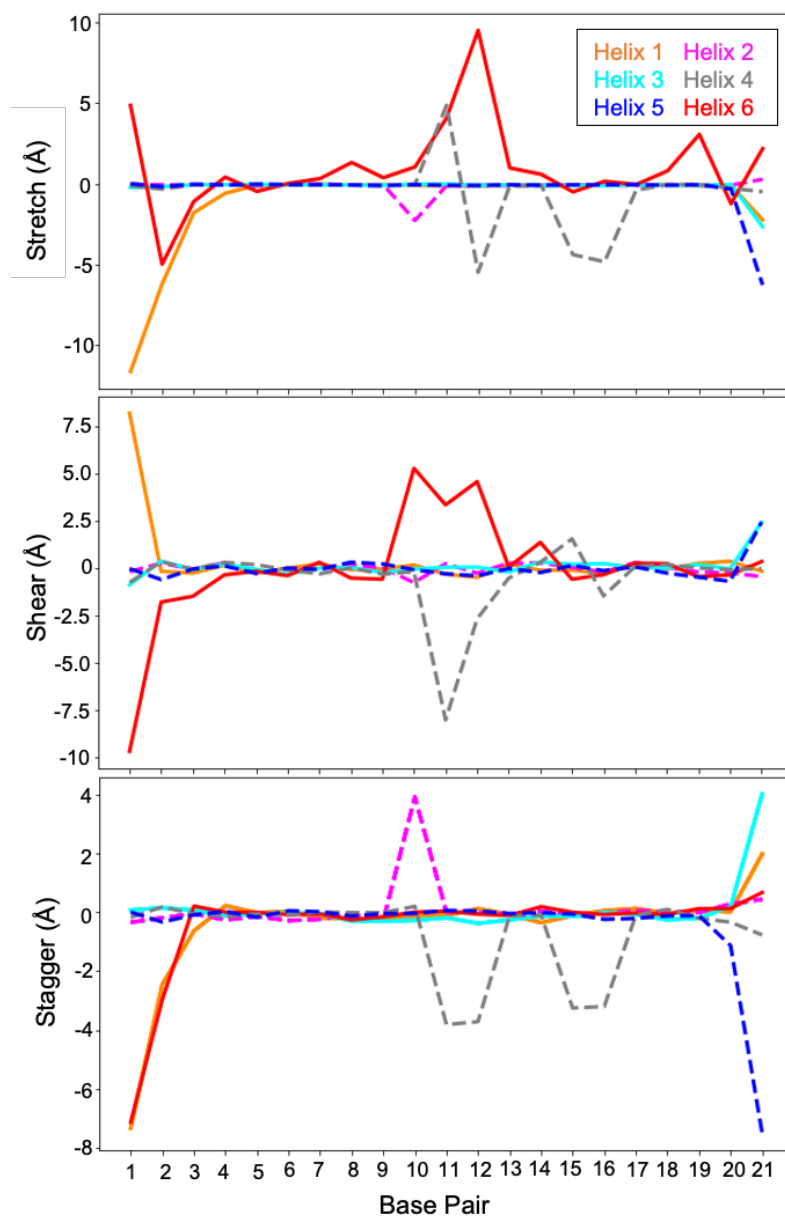 10
5
0
-5
-10
Stretch (Å)
Helix 1 Helix 2
Helix 3 Helix 4
Helix 5 Helix 6
7.5
5.0
2.5
0
-2.5
-5.0
-7.5
-10
Shear (Å)
4
2
0
-2
-4
-6
-8
Stagger (Å)
1 2 3 4 5 6 7 8 9 10 11 12 13 14 15 16 17 18 19 20 21
Base Pair